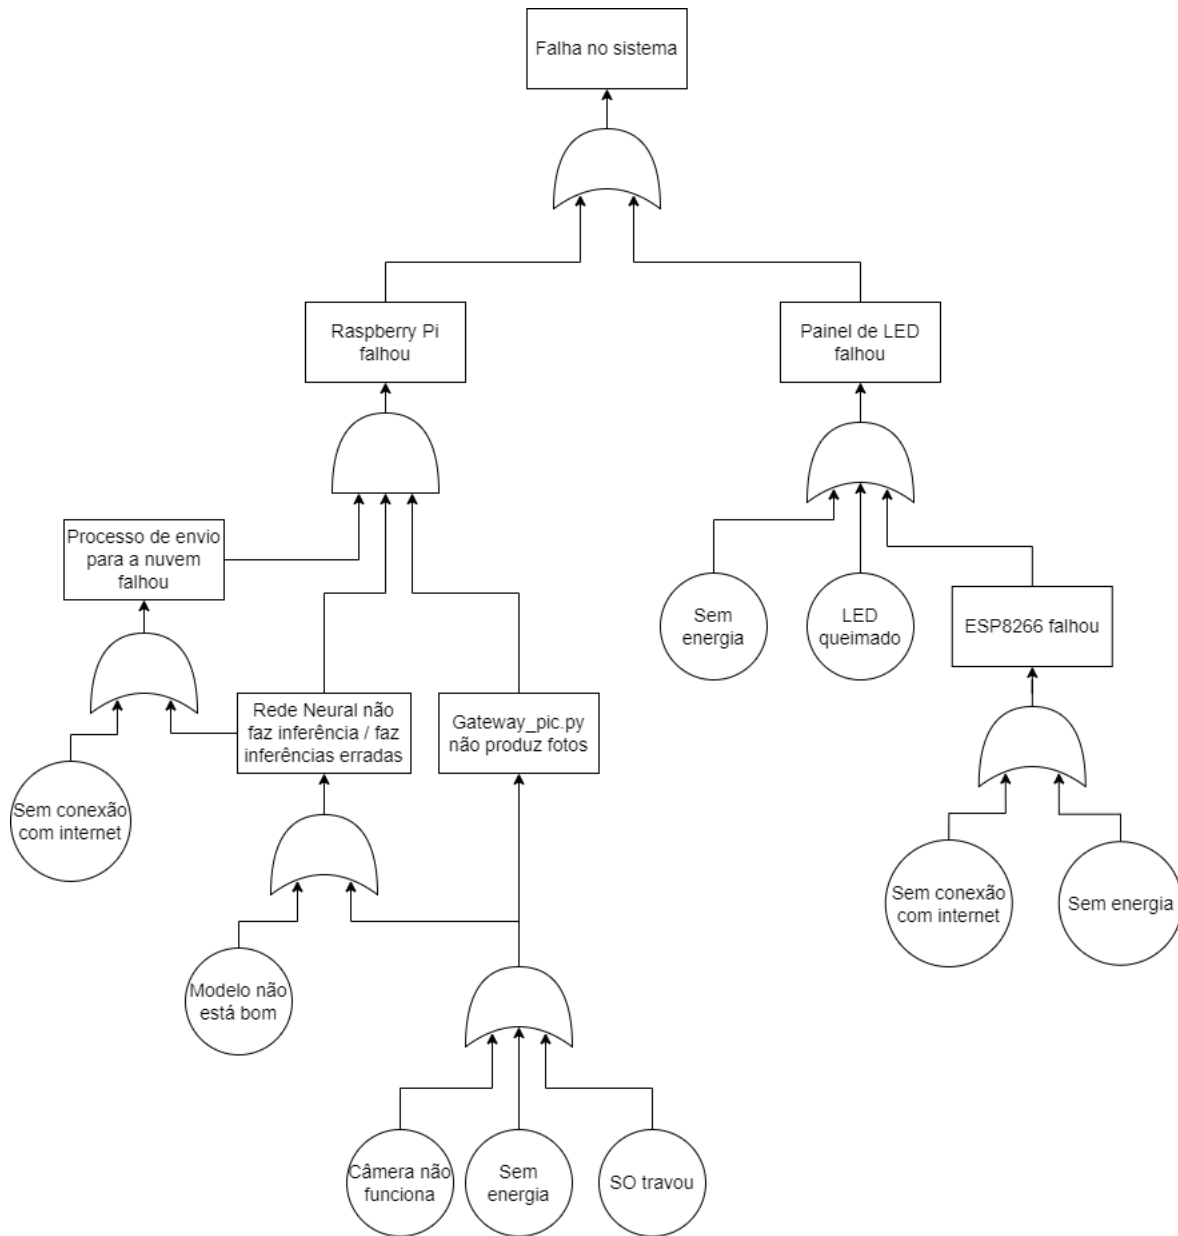 Falha no sistema
Raspberry Pi
falhou
Painel de LED
falhou
Processo de envio
para a nuvem
falhou
Sem
energia
LED
queimado
ESP8266 falhou
Rede Neural não
faz inferência / faz
inferências erradas
Gateway_pic.py
não produz fotos
Sem conexão
com internet
Sem conexão
com internet
Sem energia
Modelo não
está bom
Câmera não
funciona
Sem
energia
SO travou